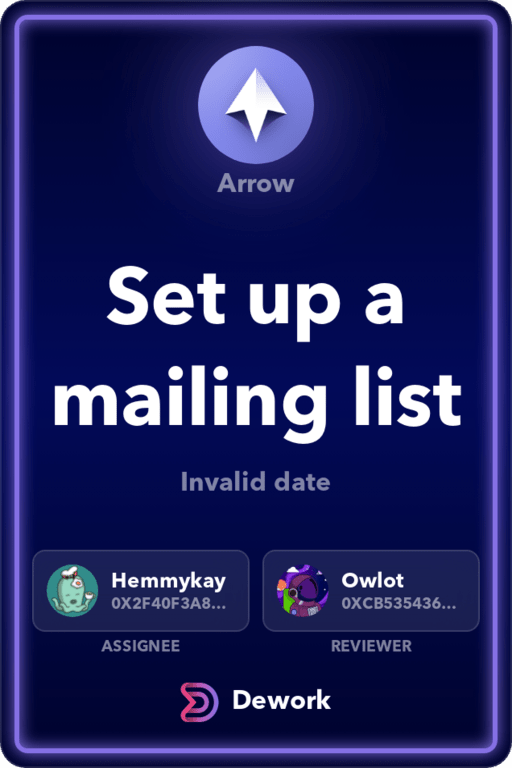 Arrow
Set up a
mailing list
Invalid date
Hemmykay
0X2F40F3A8...
Owlot
0XCB535436...
ASSIGNEE
REVIEWER
Dework